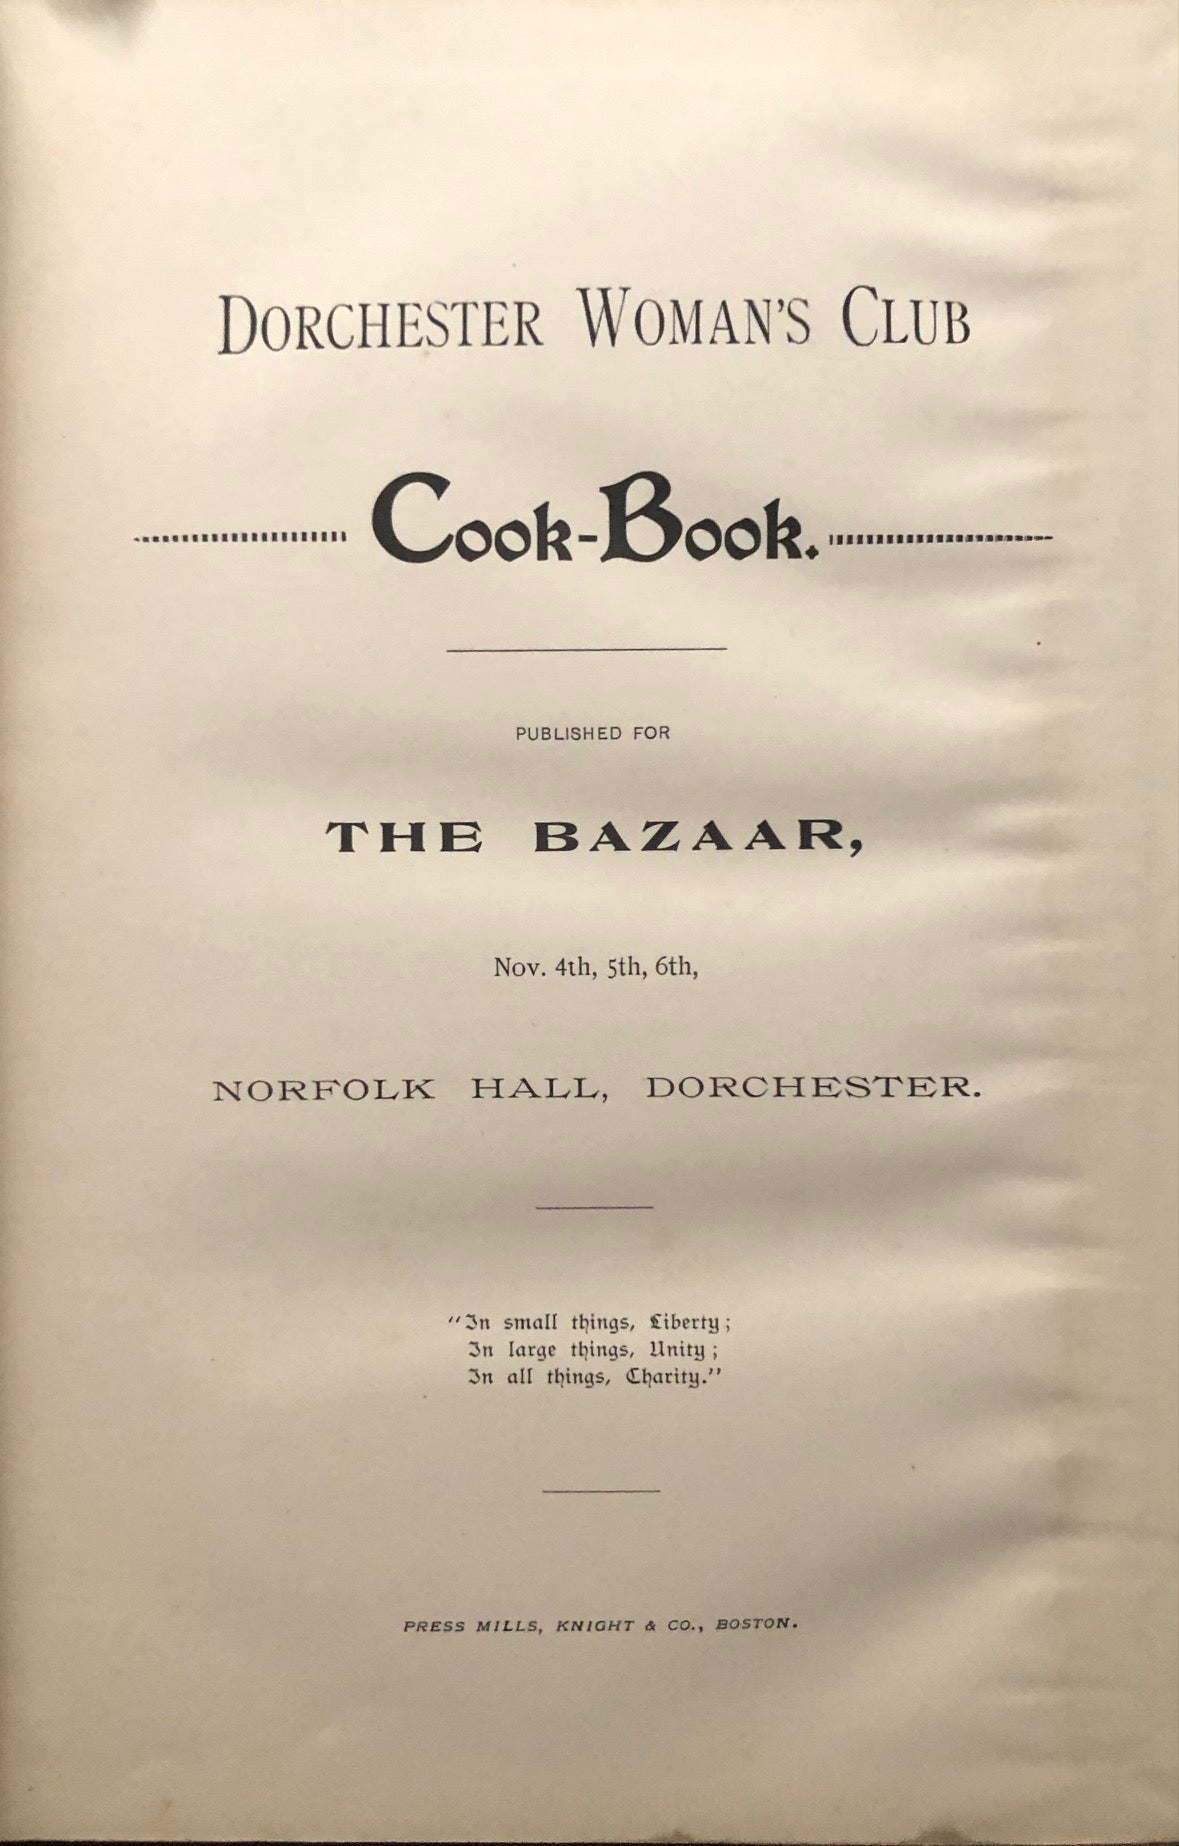 DORCHESTER WOMAN'S CLUB
Cook-Book.
PUBLISHED FOR
THE BAZAAR,
Nov. 4th, 5th, 6th,
NORFOLK HALL, DORCHESTER.
"In small things, Liberty;
In large things, Unity;
In all things, Charity."
PRESS MILLS, KNIGHT & CO., BOSTON.